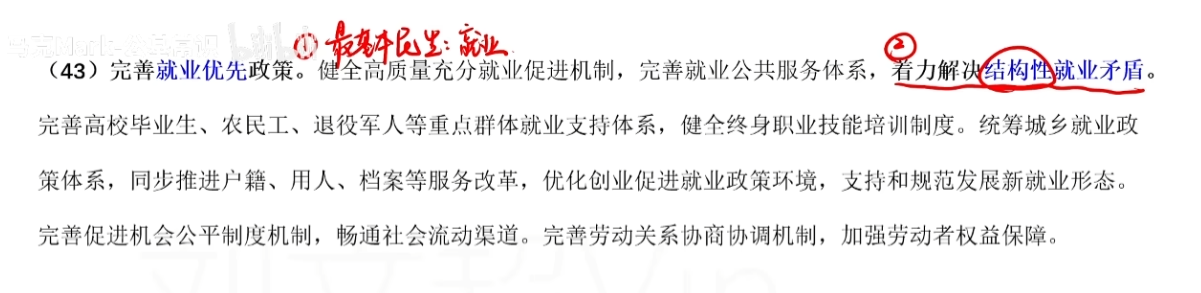 ①最基本民生：就业
②
（43）完善就业优先政策。健全高质量充分就业促进机制，完善就业公共服务体系，着力解决结构性就业矛盾。
完善高校毕业生、农民工、退役军人等重点群体就业支持体系，健全终身职业技能培训制度。统筹城乡就业政
策体系，同步推进户籍、用人、档案等服务改革，优化创业促进就业政策环境，支持和规范发展新就业形态。
完善促进机会公平制度机制，畅通社会流动渠道。完善劳动关系协商协调机制，加强劳动者权益保障。